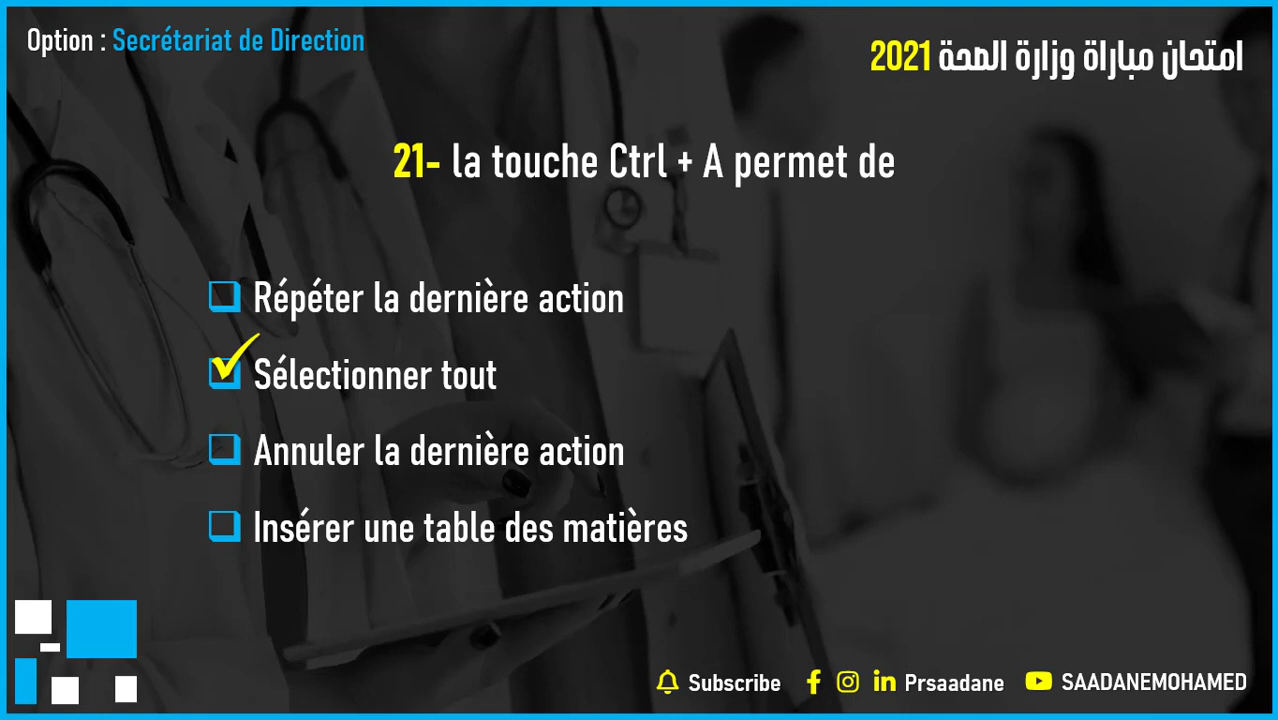 Option : Secrétariat de Direction
امتحان مباراة وزارة الصحة 2021
21- la touche Ctrl + A permet de
Répéter la dernière action
Sélectionner tout
Annuler la dernière action
Insérer une table des matières
Subscribe Prsaadane SAADANEMOHAMED